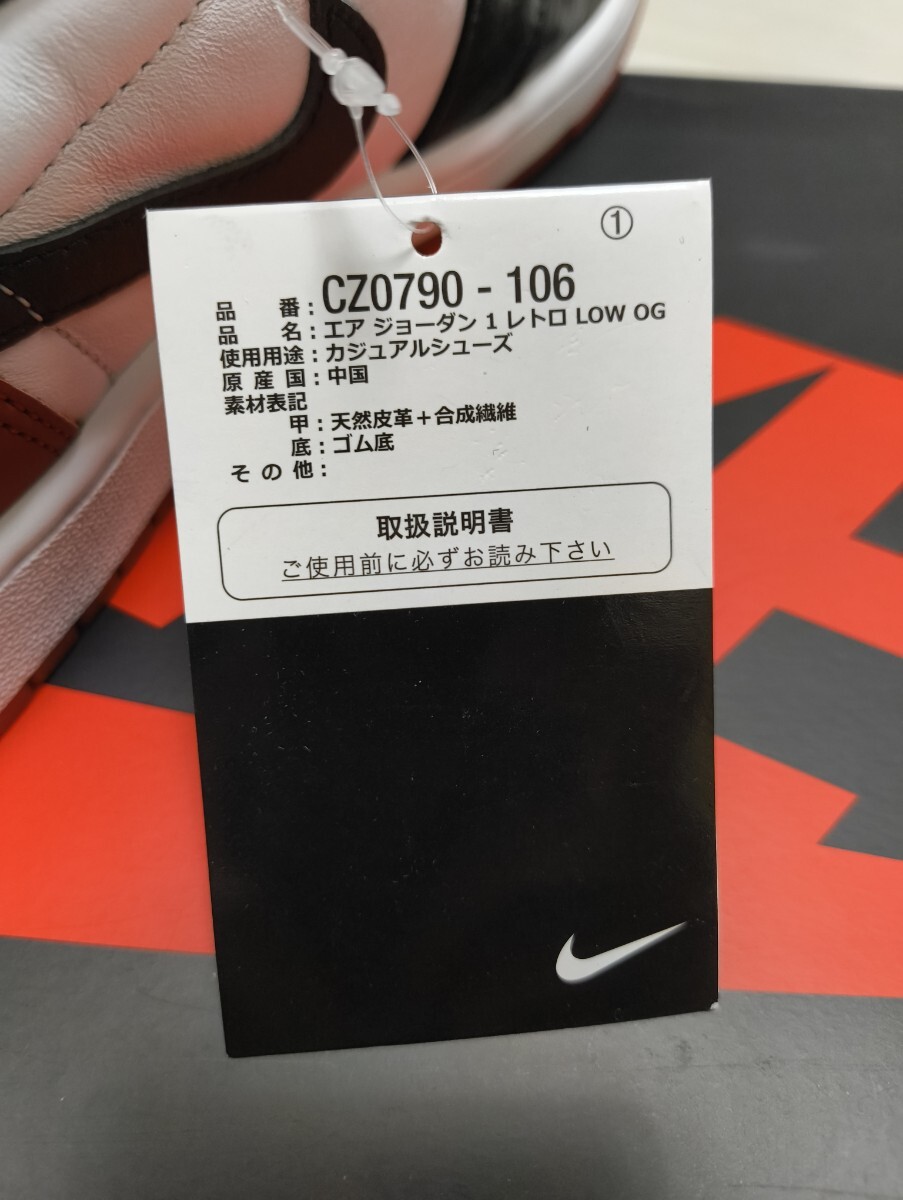 ①
品番：CZ0790 - 106
品名：エア ジョーダン 1 レトロ LOW OG
使用用途：カジュアルシューズ
原産国：中国
素材表記
甲：天然皮革＋合成繊維
底：ゴム底
その他：
取扱説明書
ご使用前に必ずお読み下さい